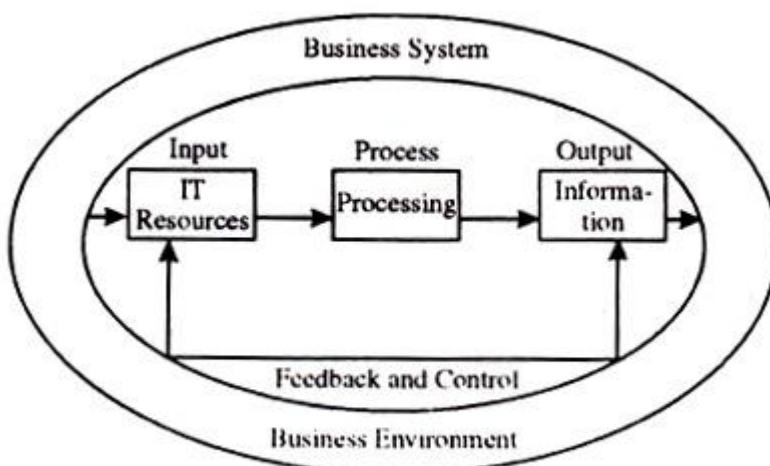 Business System
Input
Process
Output
IT
Resources
Processing
Informa-
tion
Feedback and Control
Business Environment